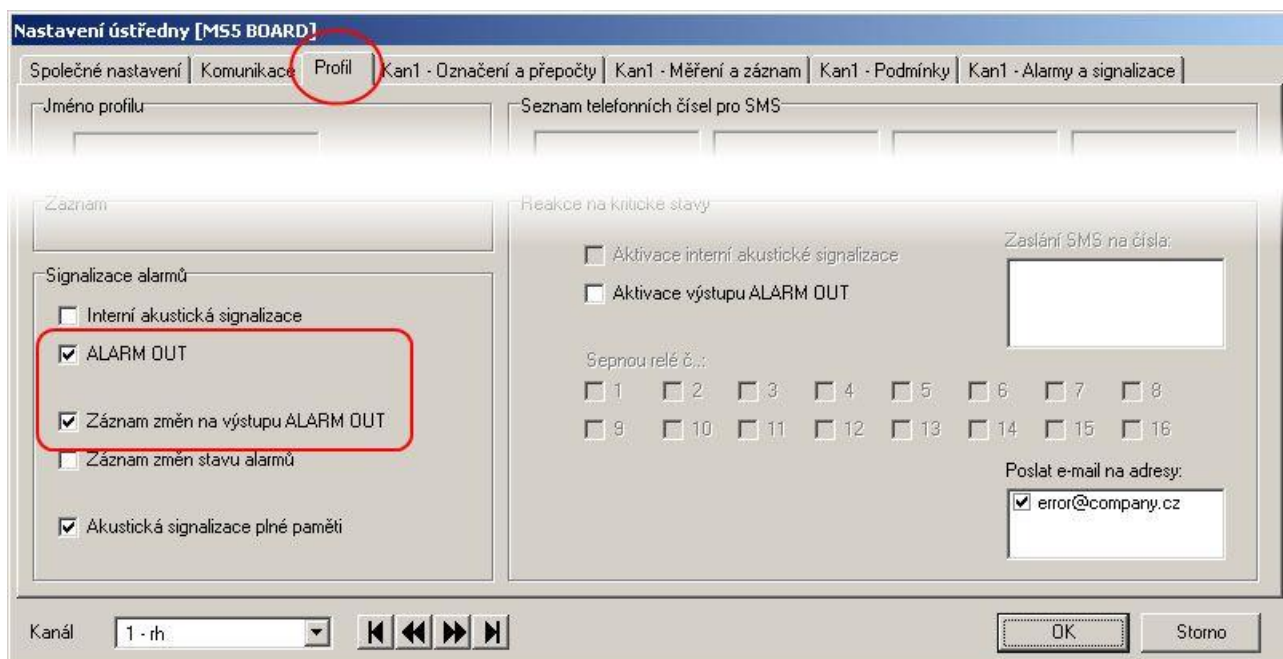 Nastavení ústředny [MS5 BOARD]
Společné nastavení Komunikace Profil Kan1 - Označení a přepočty Kan1 - Měření a záznam Kan1 - Podmínky Kan1 - Alarmy a signalizace
Jméno profilu
Seznam telefonních čísel pro SMS
Záznam
Signalizace alarmů
Interní akustická signalizace
ALARM OUT
Záznam změn na výstupu ALARM OUT
Záznam změn stavu alarmů
Akustická signalizace plné paměti
Reakce na kritické stavy
Aktivace interní akustické signalizace
Aktivace výstupu ALARM OUT
Zaslání SMS na čísla:
Sepnou relé č.:
1 2 3 4 5 6 7 8
9 10 11 12 13 14 15 16
Poslat e-mail na adresy:
error@company.cz
Kanál 1 - rh OK Storno